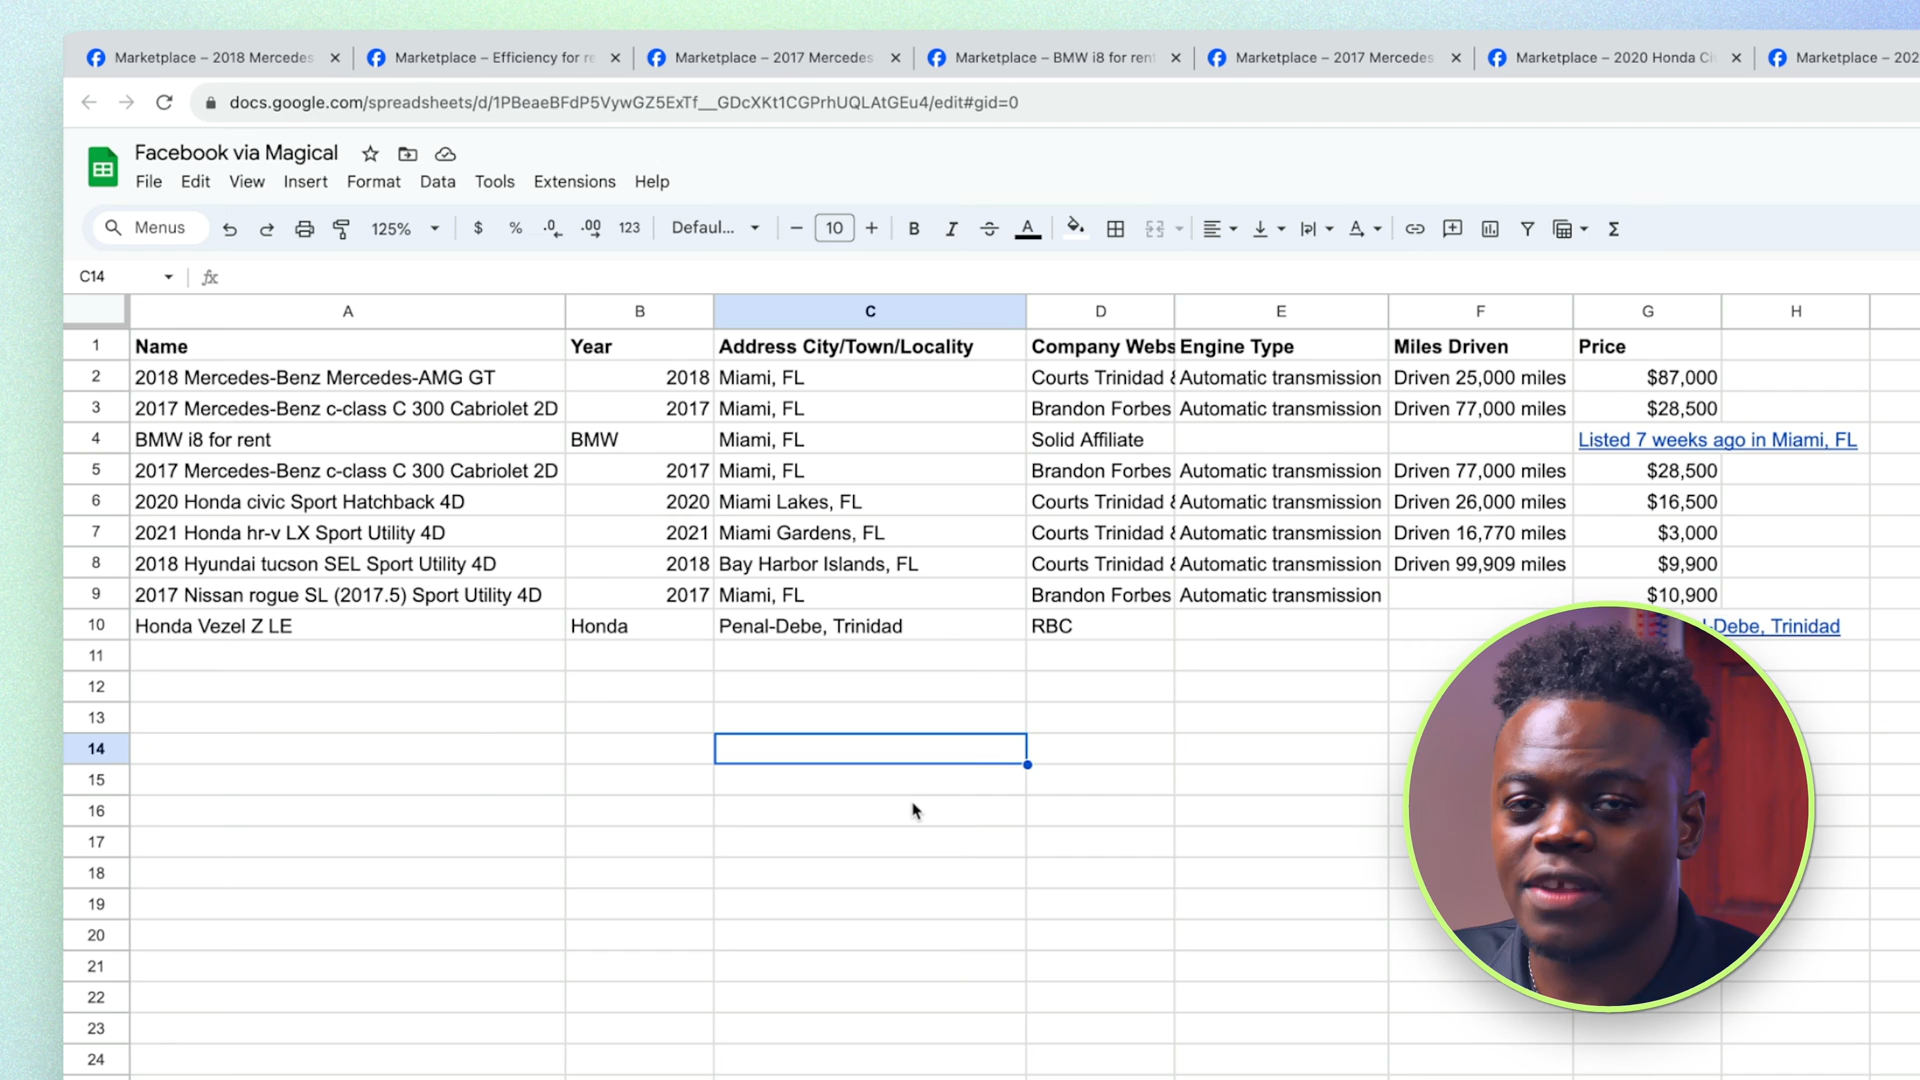 Marketplace – 2018 Mercedes Marketplace – Efficiency for re Marketplace – 2017 Mercedes Marketplace – BMW i8 for rent Marketplace – 2017 Mercedes Marketplace – 2020 Honda Ci Marketplace – 202
docs.google.com/spreadsheets/d/1PBeaeBFdP5VywGZ5ExTf__GDcXKt1CGPrhUQLAtGEu4/edit#gid=0
Facebook via Magical
File Edit View Insert Format Data Tools Extensions Help
Menus 125% $ % .0 .00 123 Defaul... 10 B I A
C14 fx
A B C D E F G H
1 Name Year Address City/Town/Locality Company Webs Engine Type Miles Driven Price
2 2018 Mercedes-Benz Mercedes-AMG GT 2018 Miami, FL Courts Trinidad & Automatic transmission Driven 25,000 miles $87,000
3 2017 Mercedes-Benz c-class C 300 Cabriolet 2D 2017 Miami, FL Brandon Forbes Automatic transmission Driven 77,000 miles $28,500
4 BMW i8 for rent BMW Miami, FL Solid Affiliate Listed 7 weeks ago in Miami, FL
5 2017 Mercedes-Benz c-class C 300 Cabriolet 2D 2017 Miami, FL Brandon Forbes Automatic transmission Driven 77,000 miles $28,500
6 2020 Honda civic Sport Hatchback 4D 2020 Miami Lakes, FL Courts Trinidad & Automatic transmission Driven 26,000 miles $16,500
7 2021 Honda hr-v LX Sport Utility 4D 2021 Miami Gardens, FL Courts Trinidad & Automatic transmission Driven 16,770 miles $3,000
8 2018 Hyundai tucson SEL Sport Utility 4D 2018 Bay Harbor Islands, FL Courts Trinidad & Automatic transmission Driven 99,909 miles $9,900
9 2017 Nissan rogue SL (2017.5) Sport Utility 4D 2017 Miami, FL Brandon Forbes Automatic transmission $10,900
10 Honda Vezel Z LE Honda Penal-Debe, Trinidad RBC l-Debe, Trinidad
11
12
13
14
15
16
17
18
19
20
21
22
23
24